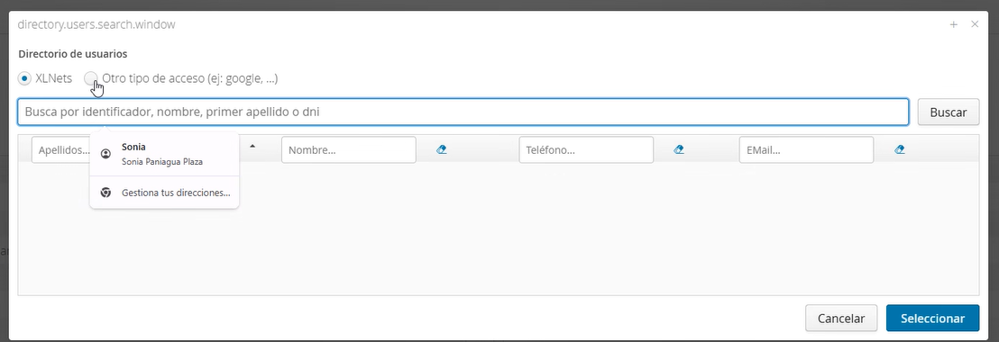 directory.users.search.window
Directorio de usuarios
XLNets Otro tipo de acceso (ej: google, ...)
Busca por identificador, nombre, primer apellido o dni Buscar
Apellidos... Nombre... Teléfono... EMail...
Sonia
Sonia Paniagua Plaza
Gestiona tus direcciones...
Cancelar Seleccionar